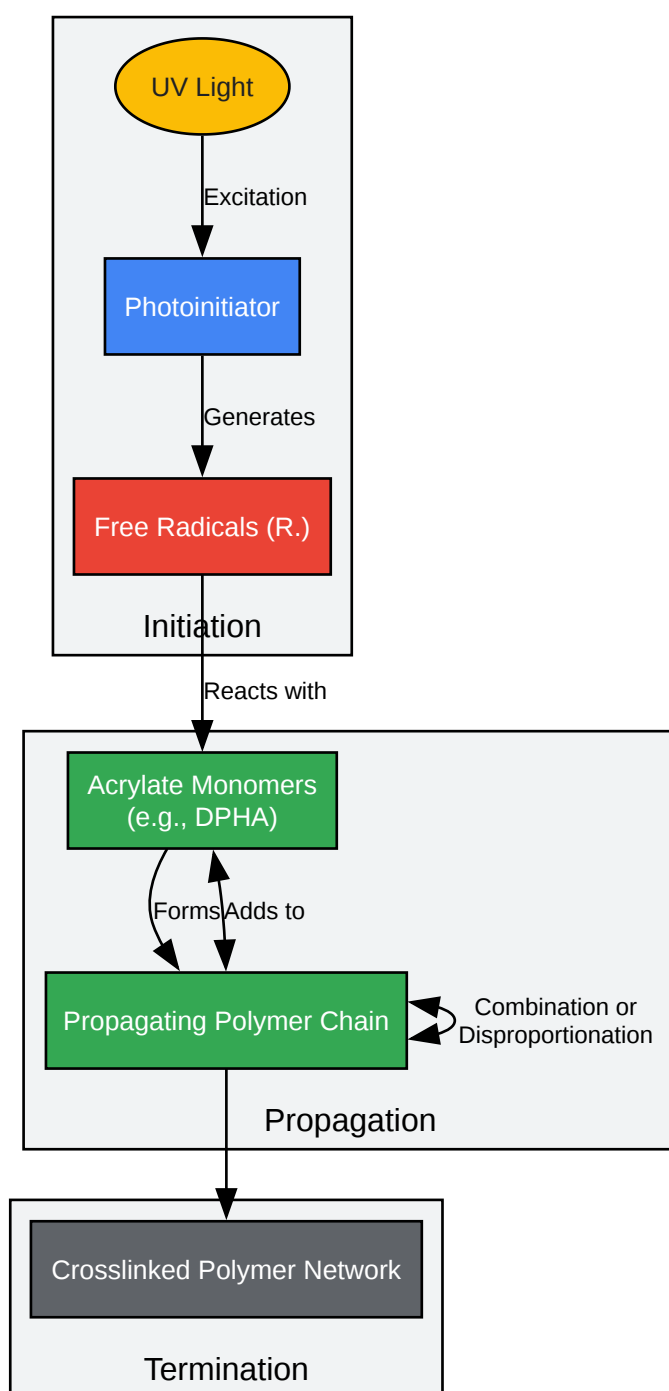 UV Light
Excitation
Photoinitiator
Generates
Free Radicals (R.)
Initiation
Reacts with
Acrylate Monomers
(e.g., DPHA)
Forms
Adds to
Propagating Polymer Chain
Combination or
Disproportionation
Propagation
Crosslinked Polymer Network
Termination